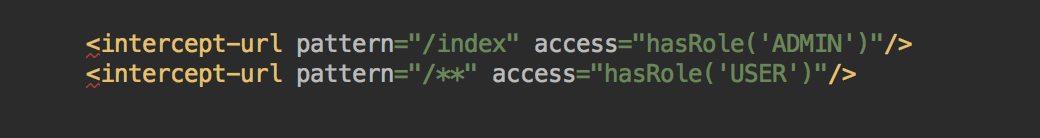 <intercept-url pattern="/index" access="hasRole('ADMIN')"/>
<intercept-url pattern="/**" access="hasRole('USER')"/>